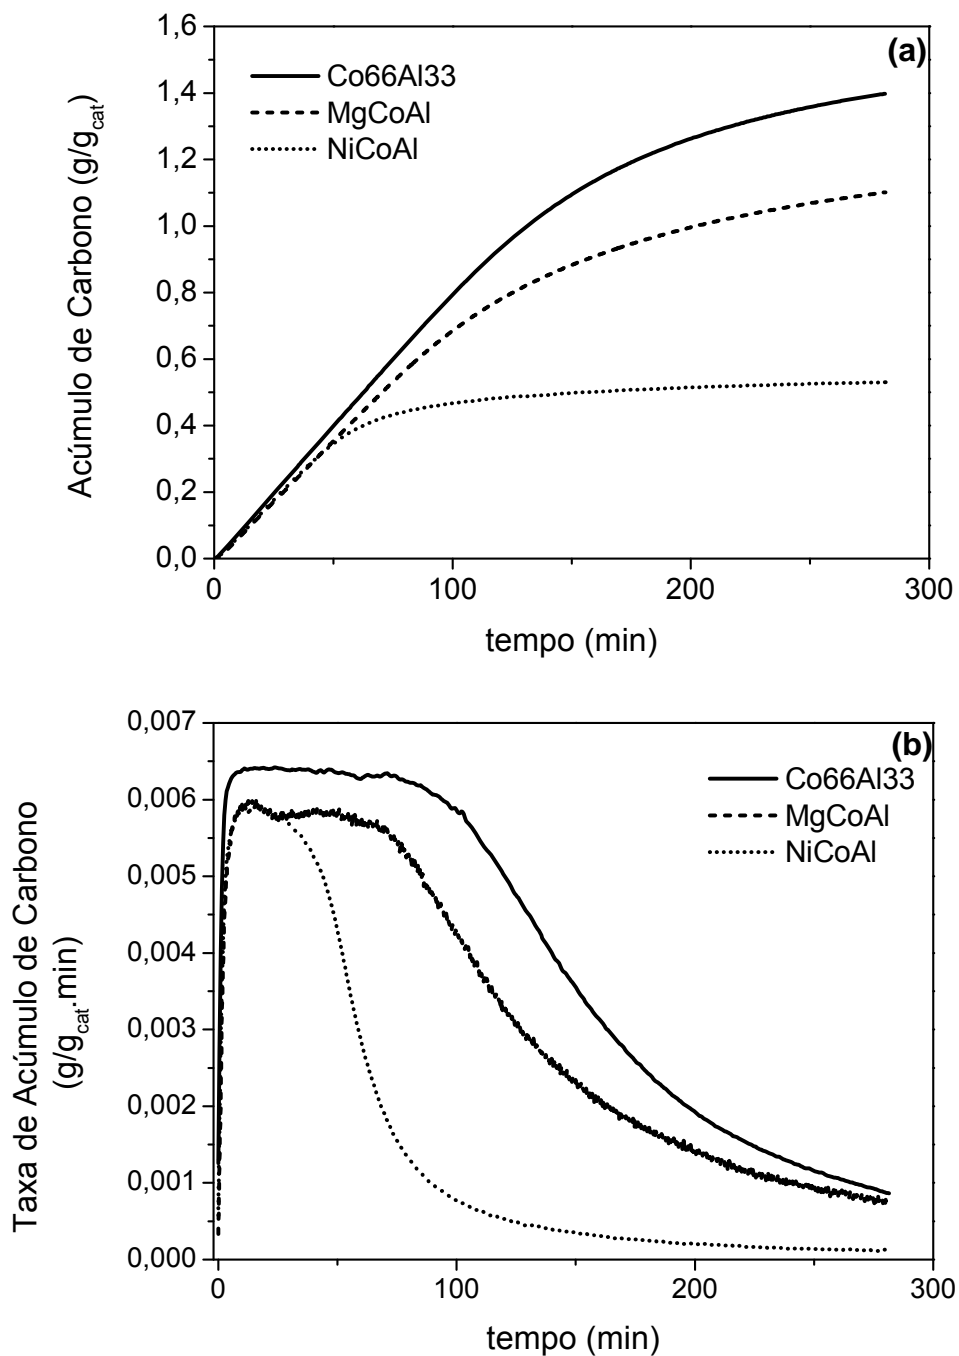 (a)
Co66Al33
MgCoAl
NiCoAl
1,6
1,4
1,2
1,0
0,8
0,6
0,4
0,2
0,0
0
100
200
300
Acúmulo de Carbono (g/g_cat)
tempo (min)
(b)
Co66Al33
MgCoAl
NiCoAl
0,007
0,006
0,005
0,004
0,003
0,002
0,001
0,000
0
100
200
300
Taxa de Acúmulo de Carbono
(g/g_cat.min)
tempo (min)